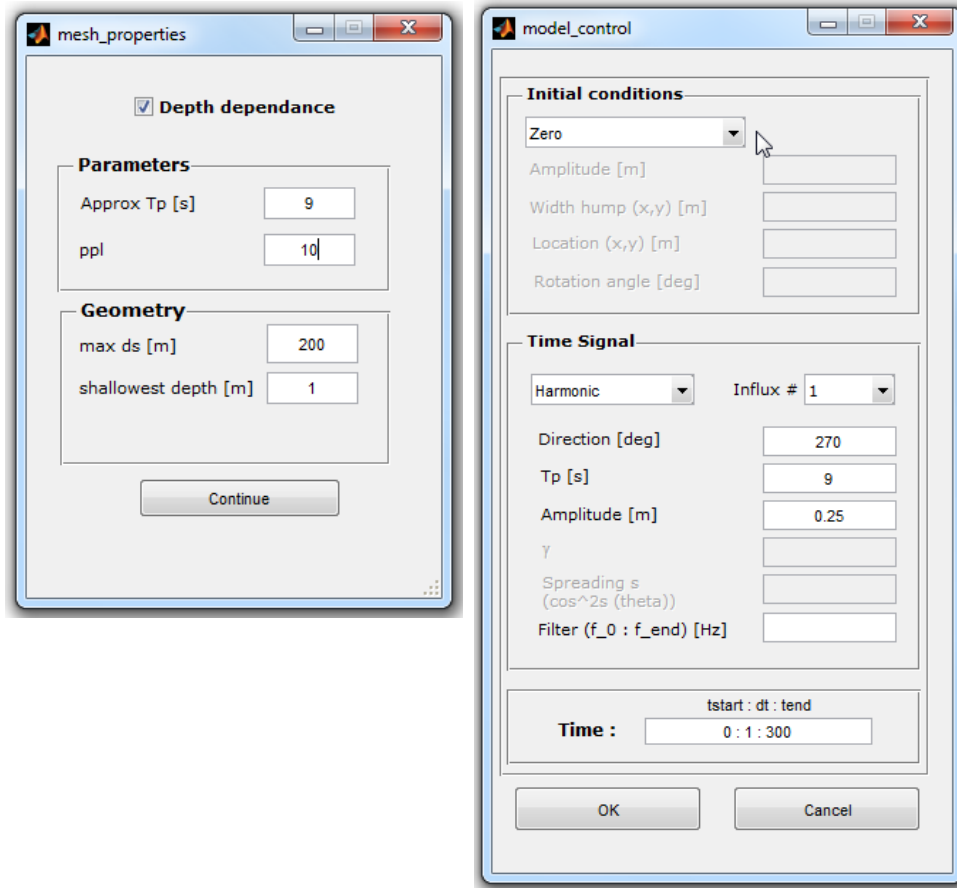 mesh_properties
Depth dependance
Parameters
Approx Tp [s] 9
ppl 10
Geometry
max ds [m] 200
shallowest depth [m] 1
Continue
model_control
Initial conditions
Zero
Amplitude [m]
Width hump (x,y) [m]
Location (x,y) [m]
Rotation angle [deg]
Time Signal
Harmonic Influx # 1
Direction [deg] 270
Tp [s] 9
Amplitude [m] 0.25
γ
Spreading s
(cos^2s (theta))
Filter (f_0 : f_end) [Hz]
tstart : dt : tend
Time : 0 : 1 : 300
OK Cancel